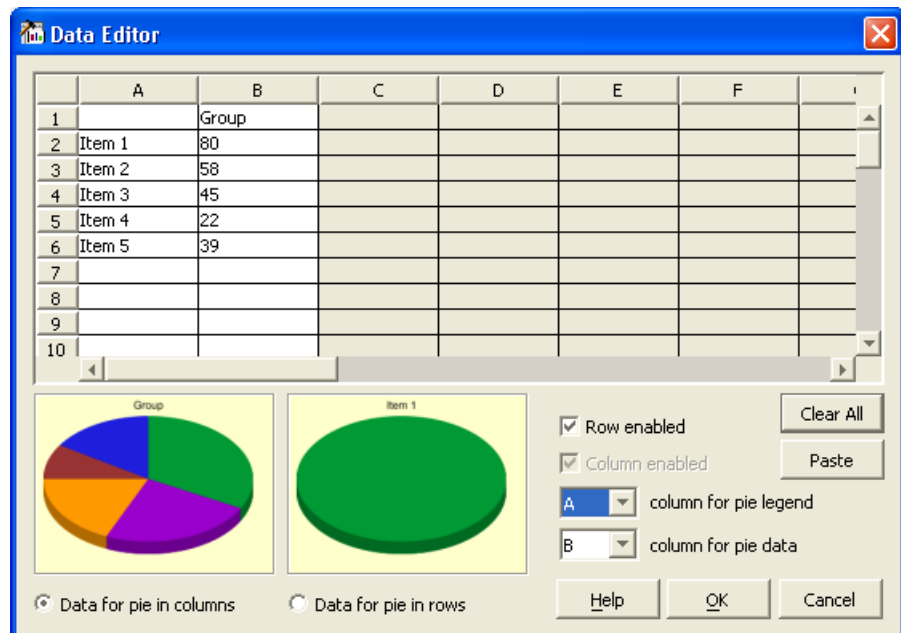 Data Editor
A B C D E F
1 Group
2 Item 1 80
3 Item 2 58
4 Item 3 45
5 Item 4 22
6 Item 5 39
7
8
9
10
Group
Item 1
Row enabled
Clear All
Column enabled
Paste
A column for pie legend
B column for pie data
Data for pie in columns
Data for pie in rows
Help
OK
Cancel